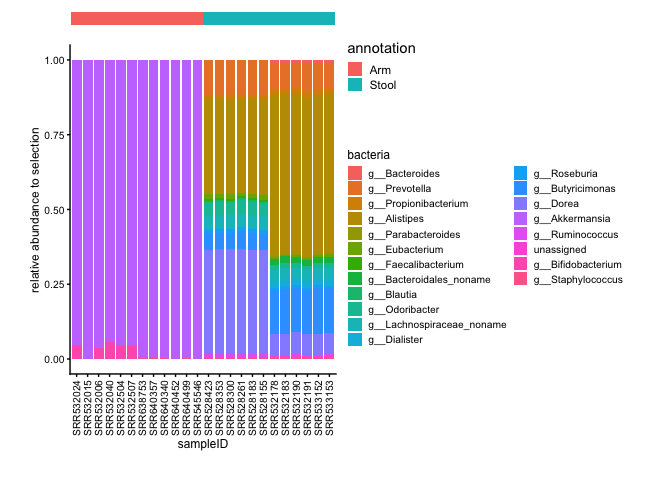 annotation
Arm
Stool
1.00
0.75
0.50
0.25
0.00
relative abundance to selection
bacteria
g__Bacteroides
g__Prevotella
g__Propionibacterium
g__Alistipes
g__Parabacteroides
g__Eubacterium
g__Faecalibacterium
g__Bacteroidales_noname
g__Blautia
g__Odoribacter
g__Lachnospiraceae_noname
g__Dialister
g__Roseburia
g__Butyricimonas
g__Dorea
g__Akkermansia
g__Ruminococcus
unassigned
g__Bifidobacterium
g__Staphylococcus
SRR532024
SRR532015
SRR532006
SRR532040
SRR532504
SRR532507
SRR638753
SRR640357
SRR640340
SRR640452
SRR640499
SRR545546
SRR528423
SRR528353
SRR528300
SRR528261
SRR528183
SRR528155
SRR532178
SRR532183
SRR532190
SRR532191
SRR533152
SRR533153
sampleID